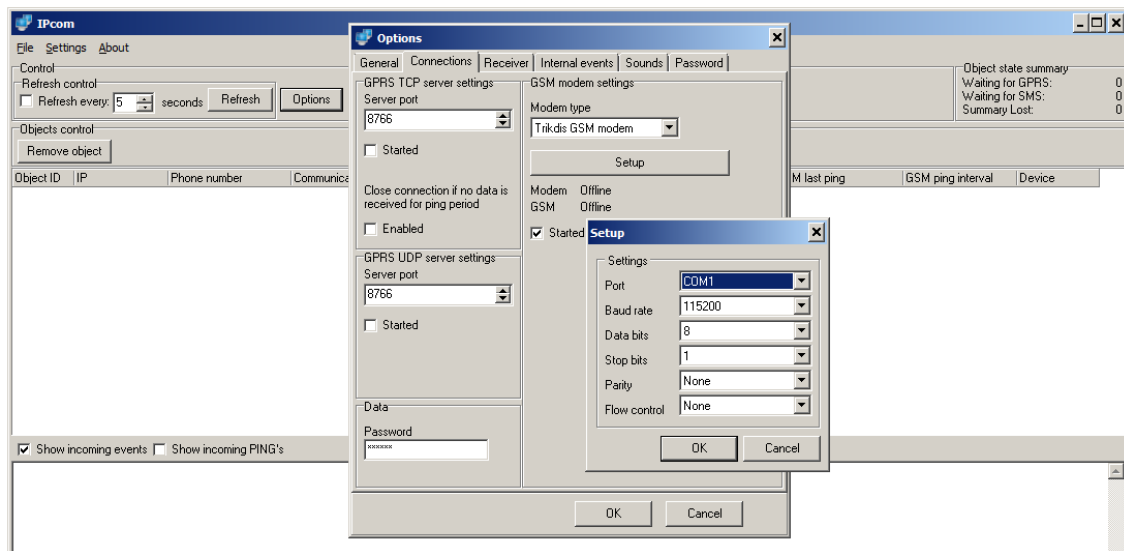 IPcom
File Settings About
Control
Refresh control
Refresh every: 5 seconds Refresh
Options
Object state summary
Waiting for GPRS: 0
Waiting for SMS: 0
Summary Lost: 0
Objects control
Remove object
Object ID IP Phone number Communica
M last ping GSM ping interval Device
Show incoming events Show incoming PING's
Options
General Connections Receiver Internal events Sounds Password
GPRS TCP server settings
Server port
8766
Started
Close connection if no data is
received for ping period
Enabled
GPRS UDP server settings
Server port
8766
Started
Data
Password
××××××
GSM modem settings
Modem type
Trikdis GSM modem
Setup
Modem Offline
GSM Offline
Started
OK Cancel
Setup
Settings
Port COM1
Baud rate 115200
Data bits 8
Stop bits 1
Parity None
Flow control None
OK Cancel